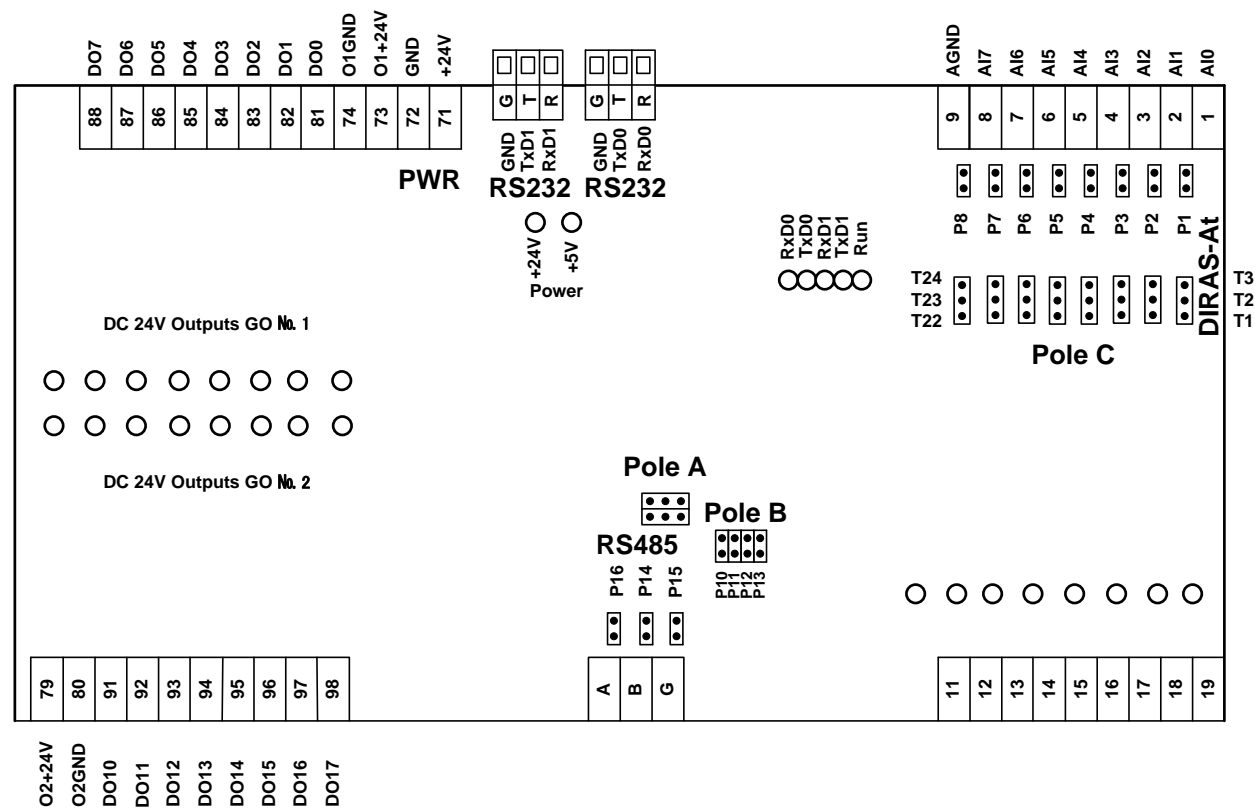 DO7 DO6 DO5 DO4 DO3 DO2 DO1 DO0 O1GND O1+24V GND +24V
AGND AI7 AI6 AI5 AI4 AI3 AI2 AI1 AI0
88 87 86 85 84 83 82 81 74 73 72 71
G T R
G T R
9 8 7 6 5 4 3 2 1
GND TxD1 RxD1
GND TxD0 RxD0
PWR
RS232
RS232
+24V +5V
Power
RxD0 TxD0 RxD1 TxD1 Run
P8 P7 P6 P5 P4 P3 P2 P1
DIRAS-At
T24
T23
T22
T3
T2
T1
Pole C
DC 24V Outputs GO № 1
DC 24V Outputs GO № 2
Pole A
Pole B
RS485
P16 P14 P15
P10 P11 P12 P13
79 80 91 92 93 94 95 96 97 98
A B G
11 12 13 14 15 16 17 18 19
O2+24V O2GND DO10 DO11 DO12 DO13 DO14 DO15 DO16 DO17